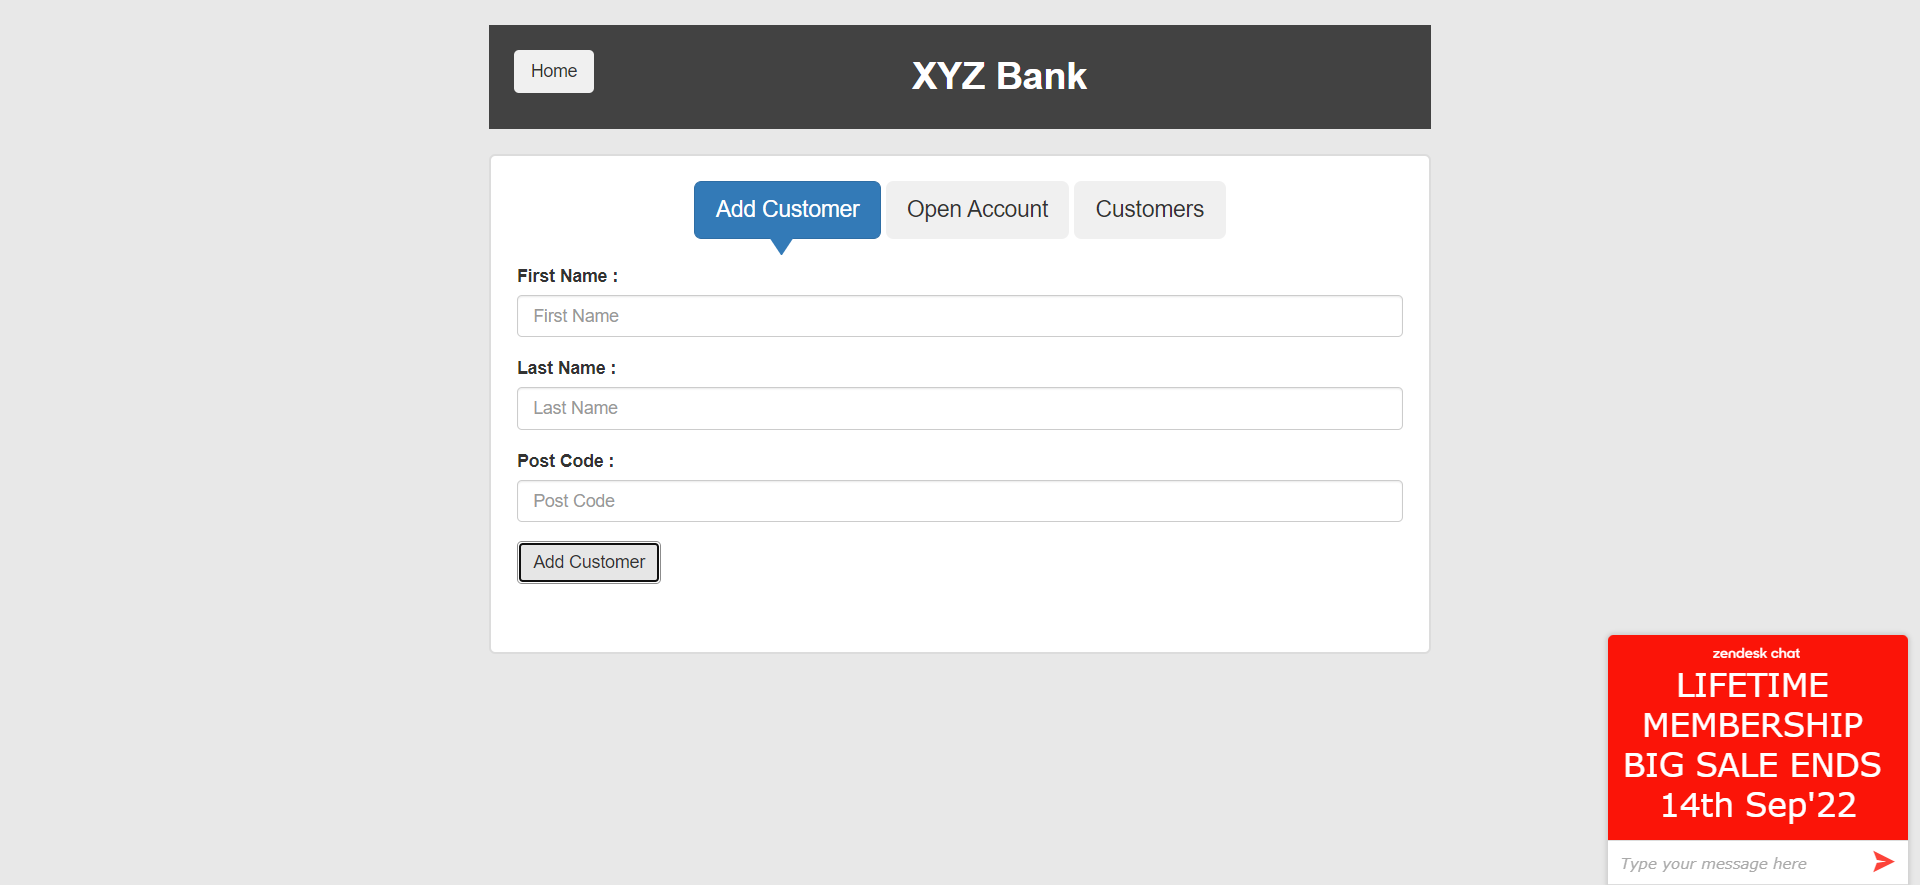 Home
XYZ Bank
Add Customer
Open Account
Customers
First Name :
First Name
Last Name :
Last Name
Post Code :
Post Code
Add Customer
zendesk chat
LIFETIME
MEMBERSHIP
BIG SALE ENDS
14th Sep'22
Type your message here